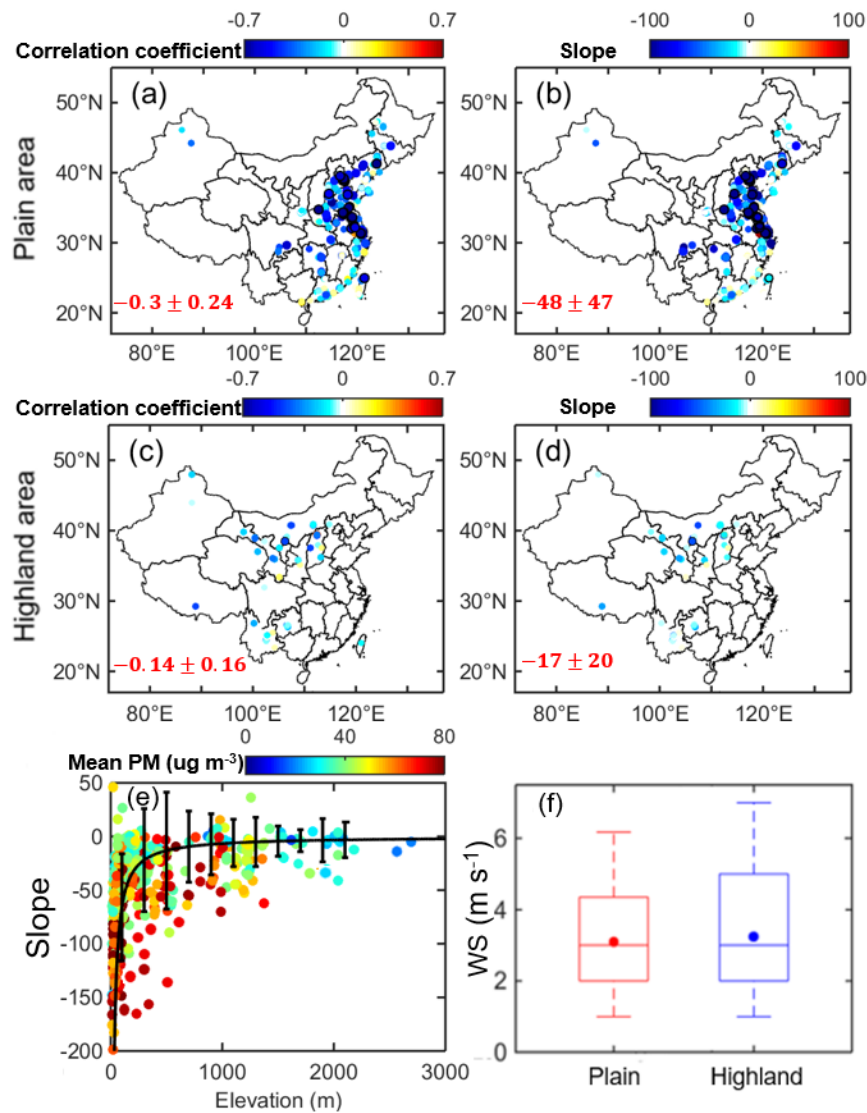 -0.7 0 0.7 -100 0 100
Correlation coefficient Slope
(a) (b)
50°N 50°N
40°N 40°N
30°N 30°N
20°N 20°N
Plain area
−0.3 ± 0.24 −48 ± 47
80°E 100°E 120°E 80°E 100°E 120°E
-0.7 0 0.7 -100 0 100
Correlation coefficient Slope
(c) (d)
50°N 50°N
40°N 40°N
30°N 30°N
20°N 20°N
Highland area
−0.14 ± 0.16 −17 ± 20
80°E 100°E 120°E 80°E 100°E 120°E
0 40 80
Mean PM (ug m-3)
(e) (f)
50
0
-50
-100
-150
-200
Slope
0 1000 2000 3000
Elevation (m)
6
4
2
0
WS (m s-1)
Plain Highland